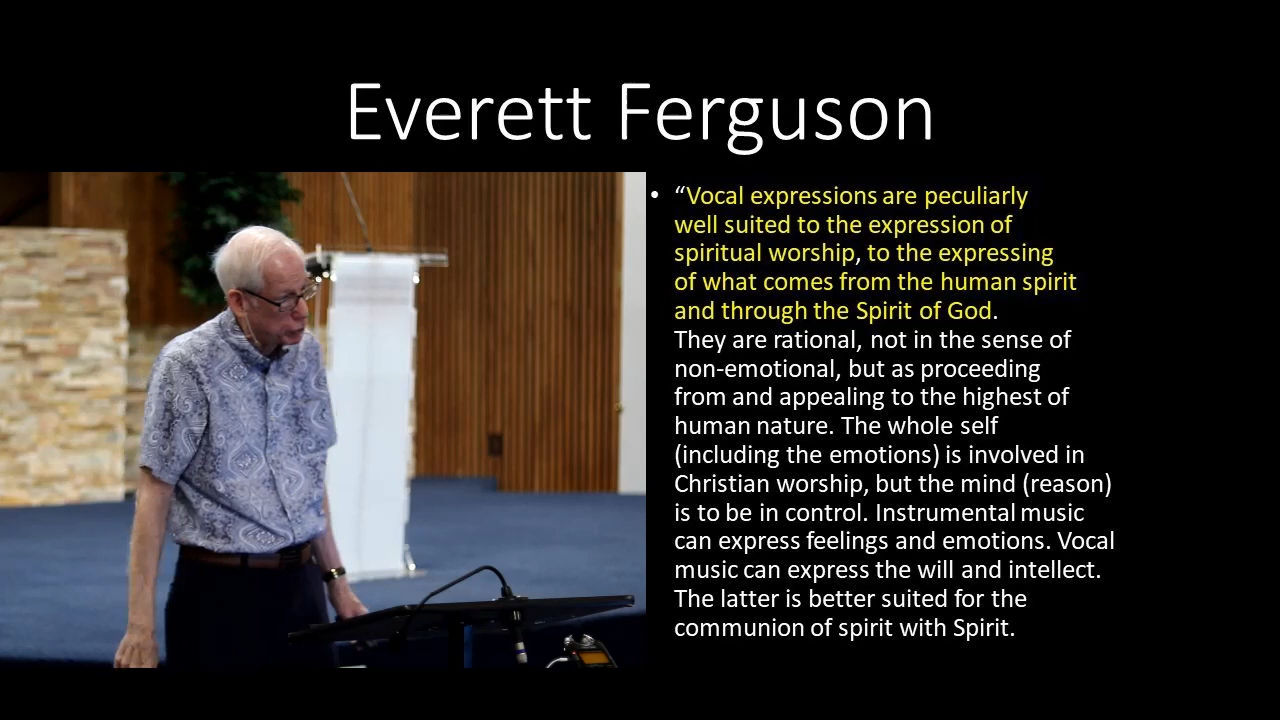 Everett Ferguson
• “Vocal expressions are peculiarly
well suited to the expression of
spiritual worship, to the expressing
of what comes from the human spirit
and through the Spirit of God.
They are rational, not in the sense of
non-emotional, but as proceeding
from and appealing to the highest of
human nature. The whole self
(including the emotions) is involved in
Christian worship, but the mind (reason)
is to be in control. Instrumental music
can express feelings and emotions. Vocal
music can express the will and intellect.
The latter is better suited for the
communion of spirit with Spirit.